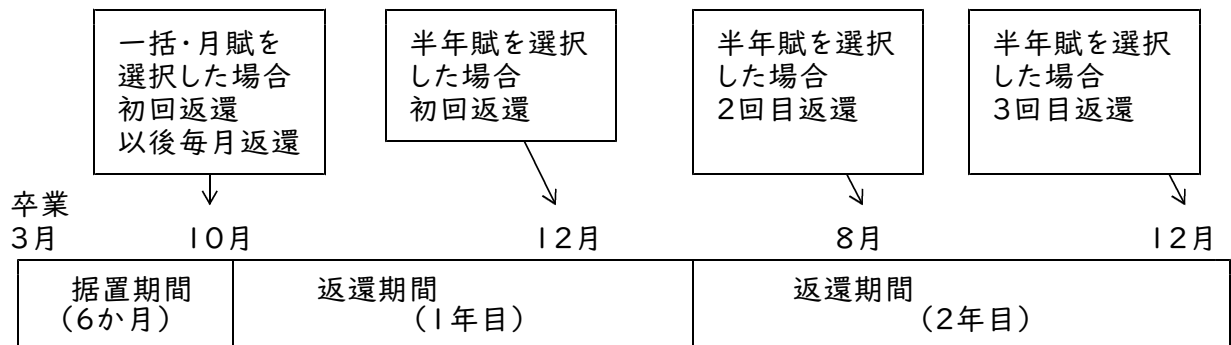 一括・月賦を
選択した場合
初回返還
以後毎月返還
半年賦を選択
した場合
初回返還
半年賦を選択
した場合
2回目返還
半年賦を選択
した場合
3回目返還
卒業
3月
10月
12月
8月
12月
据置期間
(6か月)
返還期間
(1年目)
返還期間
(2年目)